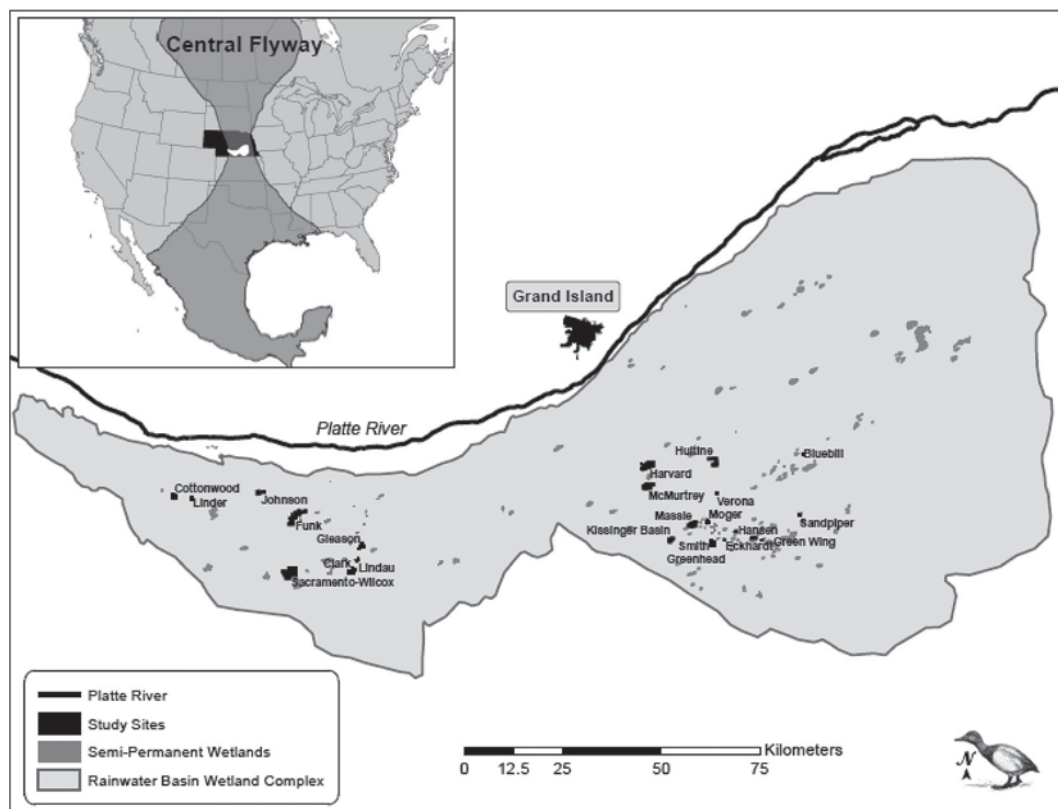 Central Flyway
Grand Island
Platte River
Hultine
Bluebill
Harvard
Cottonwood
Johnson
Linder
McMurtrey
Verona
Funk
Massie
Moger
Sandpiper
Kissinger Basin
Hansen
Gleason
Smith
Eckhardt
Green Wing
Greenhead
Clark
Lindau
Sacramento-Wilcox
Platte River
Study Sites
Semi-Permanent Wetlands
Rainwater Basin Wetland Complex
Kilometers
0 12.5 25 50 75
N